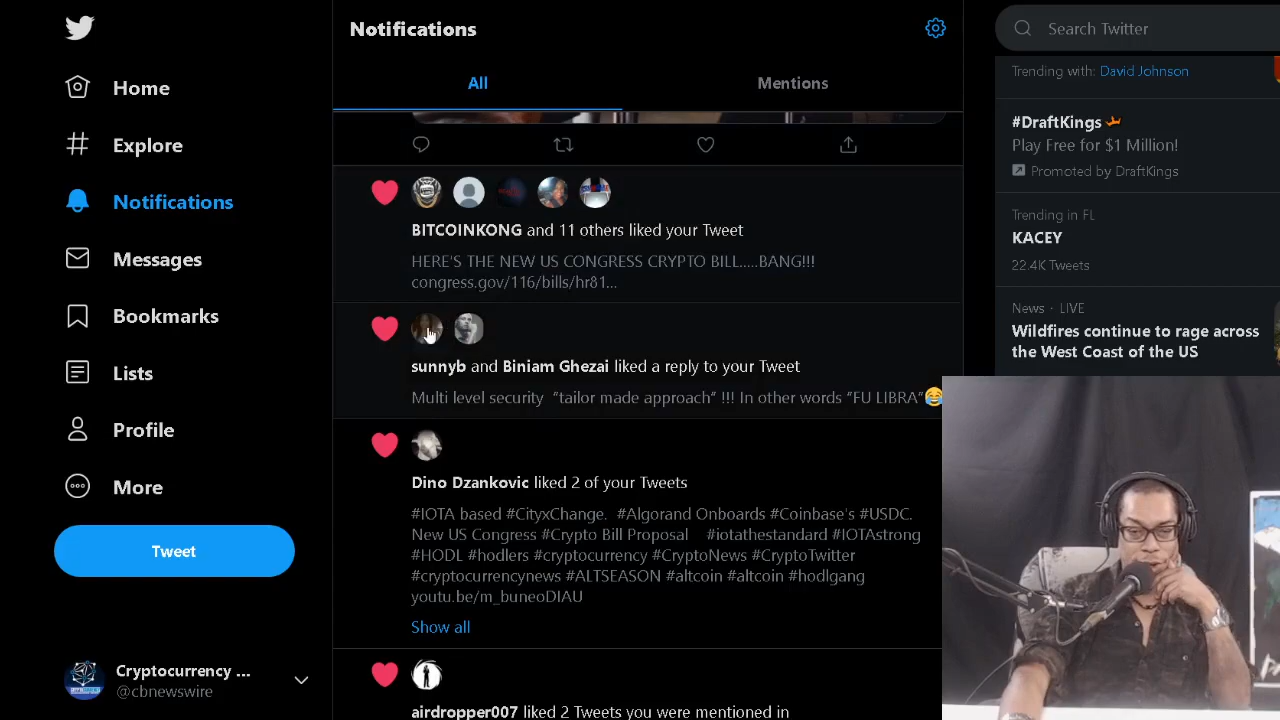 Home
Explore
Notifications
Messages
Bookmarks
Lists
Profile
More
Tweet
Cryptocurrency ...
@cbnewswire
Notifications
All
Mentions
BITCOINKONG and 11 others liked your Tweet
HERE'S THE NEW US CONGRESS CRYPTO BILL.....BANG!!!
congress.gov/116/bills/hr81...
sunnyb and Biniam Ghezai liked a reply to your Tweet
Multi level security "tailor made approach" !!! In other words "FU LIBRA"😂
Dino Dzankovic liked 2 of your Tweets
#IOTA based #CityxChange. #Algorand Onboards #Coinbase's #USDC.
New US Congress #Crypto Bill Proposal #iotathestandard #IOTAstrong
#HODL #hodlers #cryptocurrency #CryptoNews #CryptoTwitter
#cryptocurrencynews #ALTSEASON #altcoin #altcoin #hodlgang
youtu.be/m_buneoDIAU
Show all
airdropper007 liked 2 Tweets you were mentioned in
Search Twitter
Trending with: David Johnson
#DraftKings
Play Free for $1 Million!
Promoted by DraftKings
Trending in FL
KACEY
22.4K Tweets
News · LIVE
Wildfires continue to rage across
the West Coast of the US